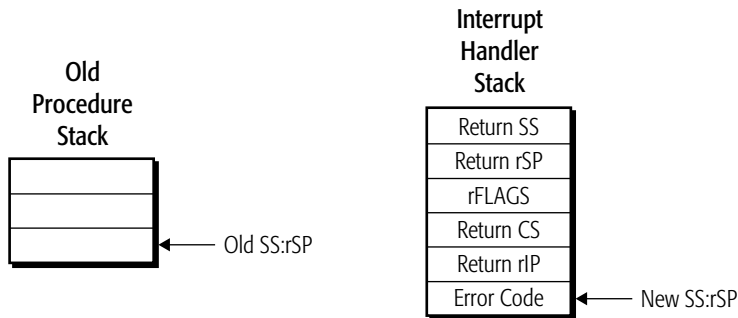 Old
Procedure
Stack
Old SS:rSP
Interrupt
Handler
Stack
Return SS
Return rSP
rFLAGS
Return CS
Return rIP
Error Code
New SS:rSP